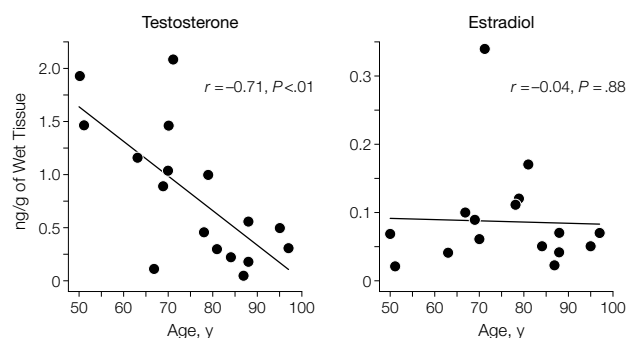 Testosterone
Estradiol
ng/g of Wet Tissue
2.0
1.5
1.0
0.5
0
r=–0.71, P<.01
50 60 70 80 90 100
Age, y
0.3
0.2
0.1
0
r=–0.04, P=.88
50 60 70 80 90 100
Age, y